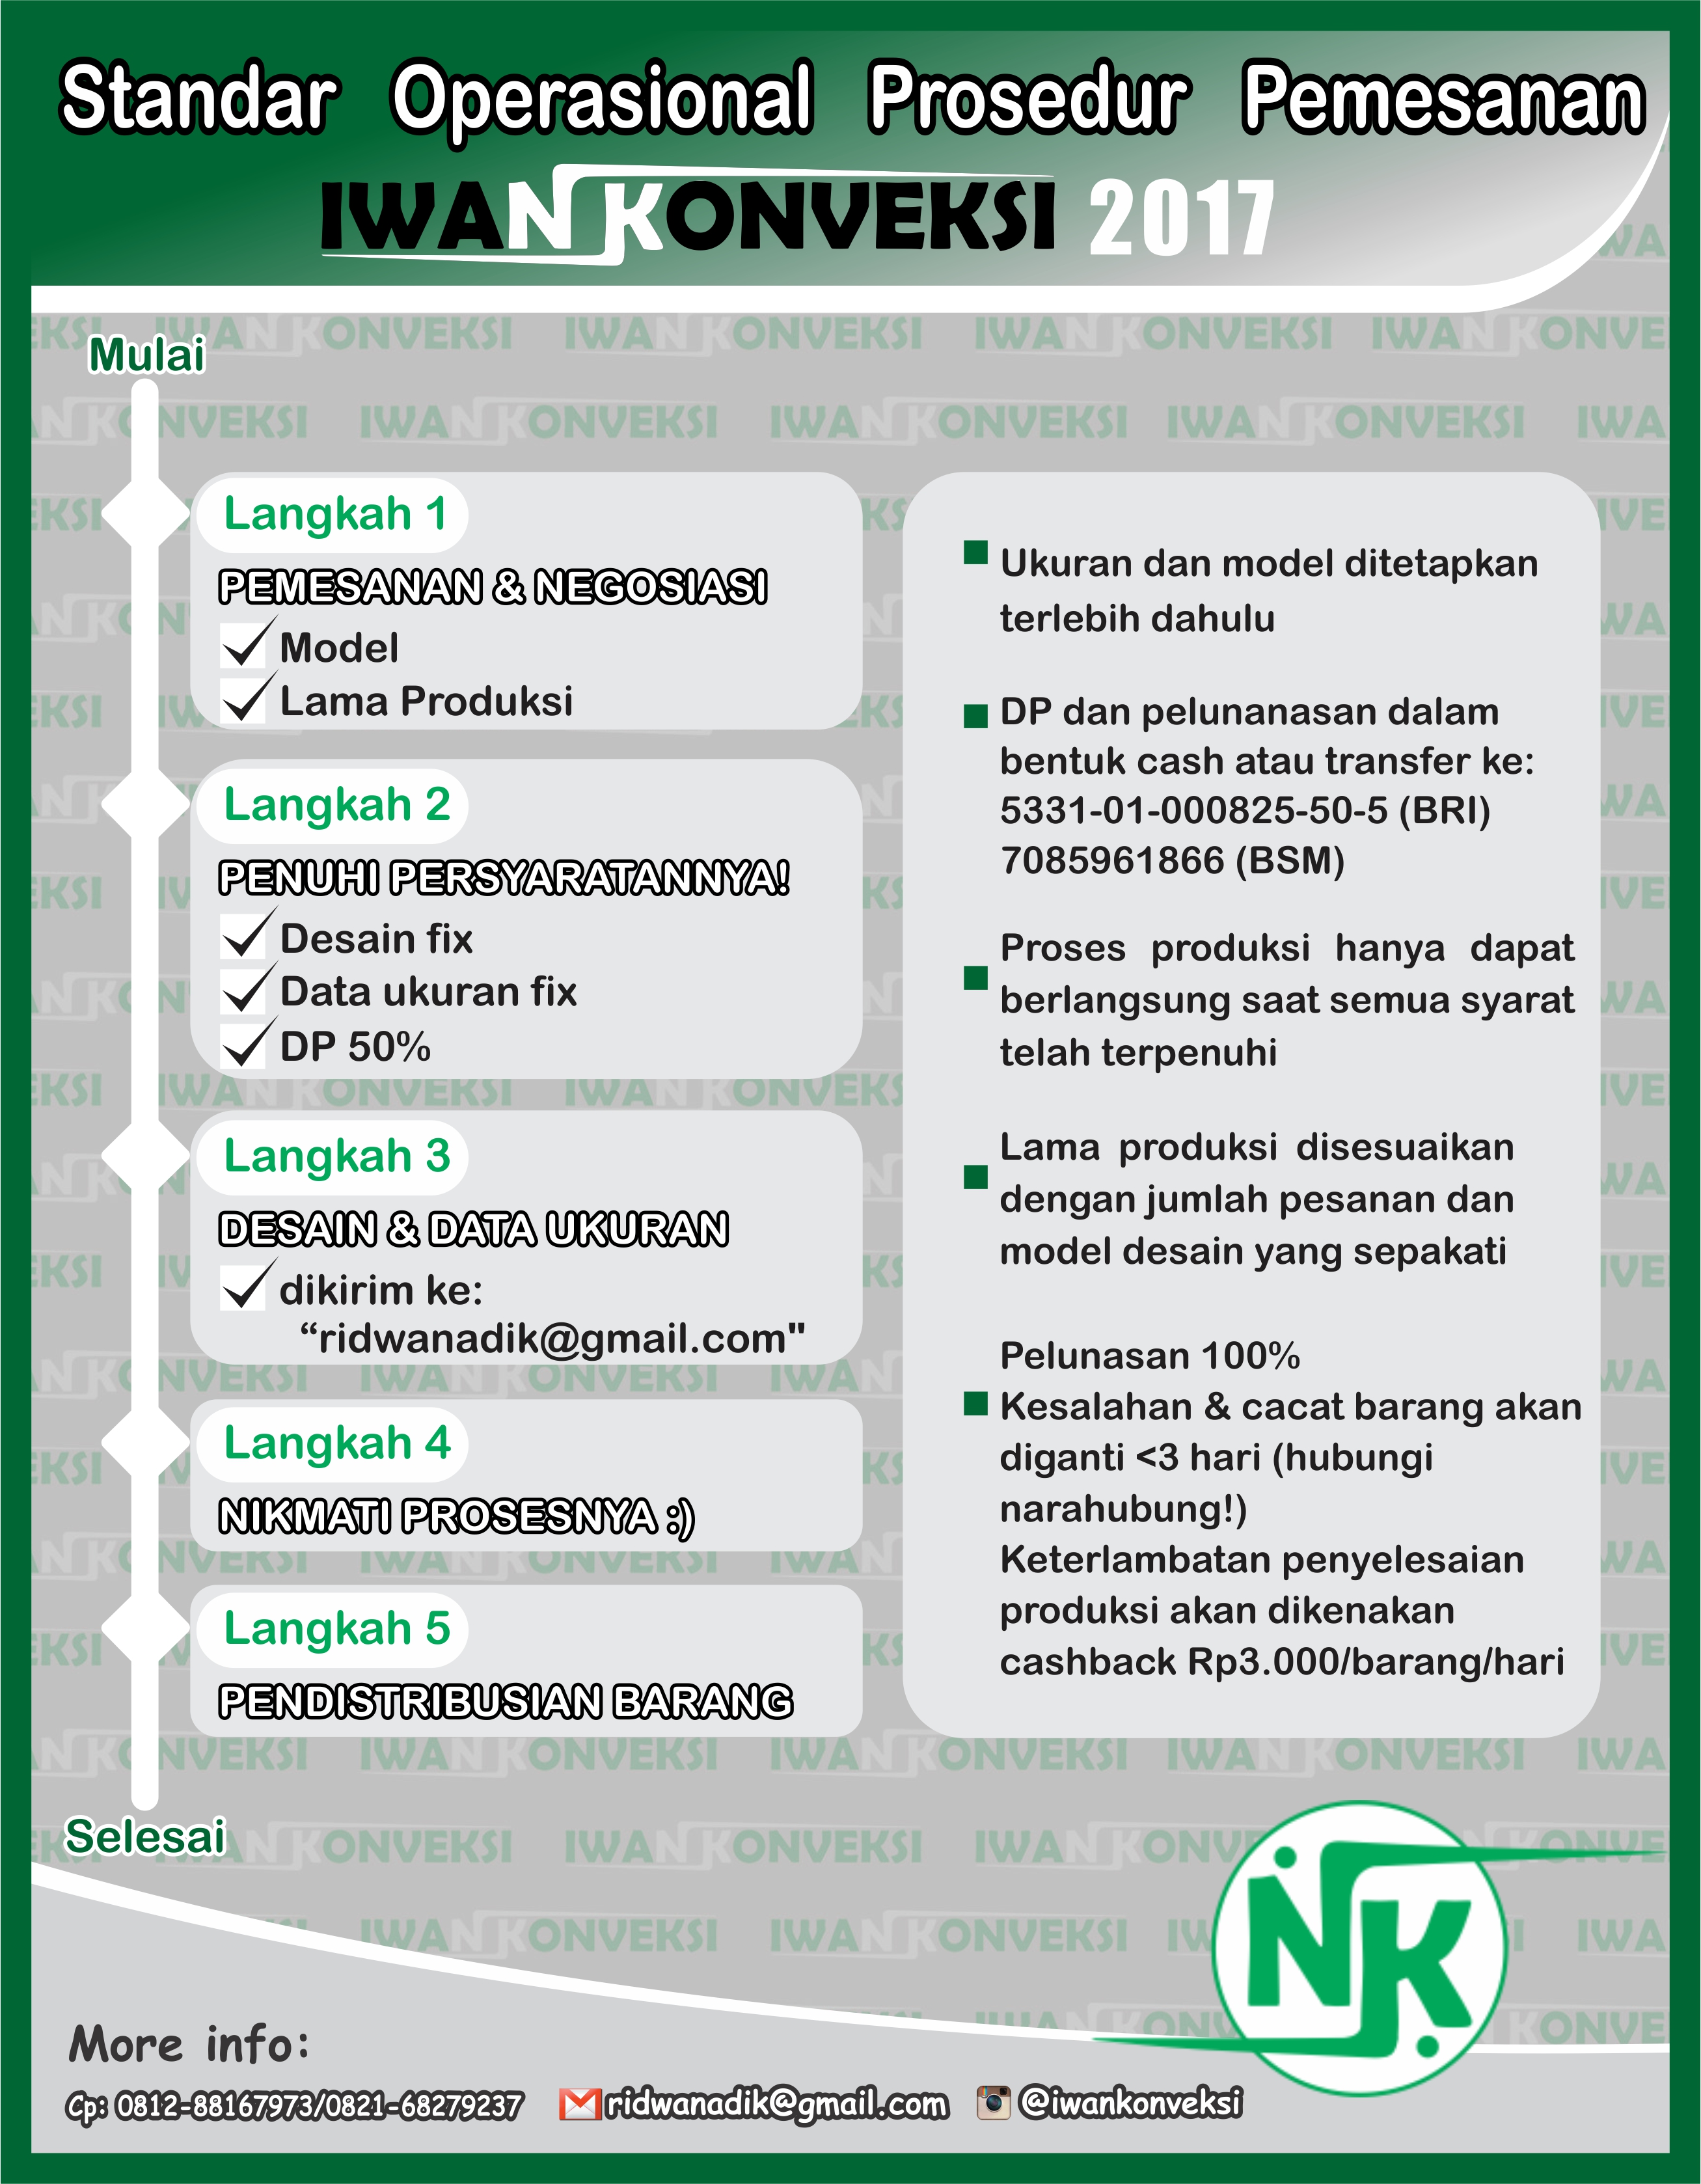 Standar Operasional Prosedur Pemesanan
IWAN KONVEKSI 2017
Mulai
Langkah 1
PEMESANAN & NEGOSIASI
Model
Lama Produksi
Langkah 2
PENUHI PERSYARATANNYA!
Desain fix
Data ukuran fix
DP 50%
Langkah 3
DESAIN & DATA UKURAN
dikirim ke:
“ridwanadik@gmail.com"
Langkah 4
NIKMATI PROSESNYA :)
Langkah 5
PENDISTRIBUSIAN BARANG
Selesai
Ukuran dan model ditetapkan
terlebih dahulu
DP dan pelunanasan dalam
bentuk cash atau transfer ke:
5331-01-000825-50-5 (BRI)
7085961866 (BSM)
Proses produksi hanya dapat
berlangsung saat semua syarat
telah terpenuhi
Lama produksi disesuaikan
dengan jumlah pesanan dan
model desain yang sepakati
Pelunasan 100%
Kesalahan & cacat barang akan
diganti <3 hari (hubungi
narahubung!)
Keterlambatan penyelesaian
produksi akan dikenakan
cashback Rp3.000/barang/hari
NK
More info:
Cp: 0812-88167973/0821-68279237 ridwanadik@gmail.com @iwankonveksi